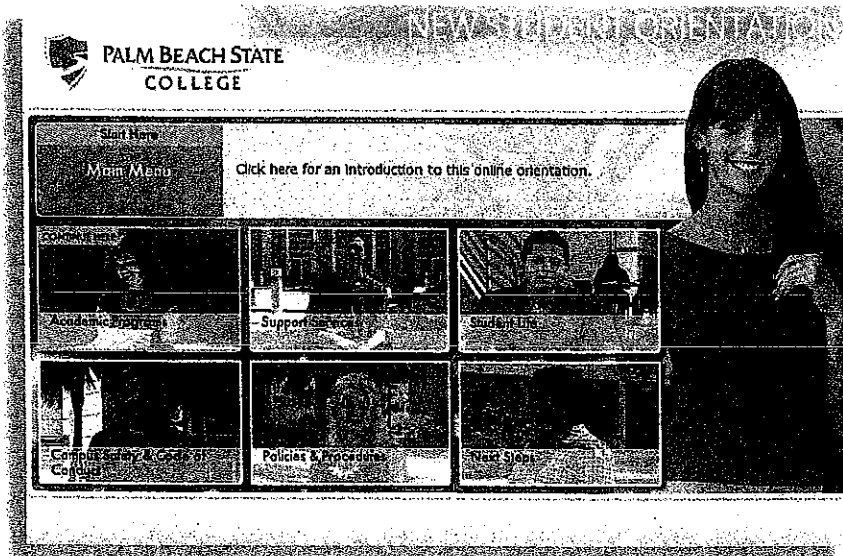 NEW STUDENT ORIENTATION
PALM BEACH STATE
COLLEGE
Start Here
Main Menu
Click here for an introduction to this online orientation.
Academic Programs
Support Services
Student Life
Campus Safety & Code of
Conduct
Policies & Procedures
Next Steps